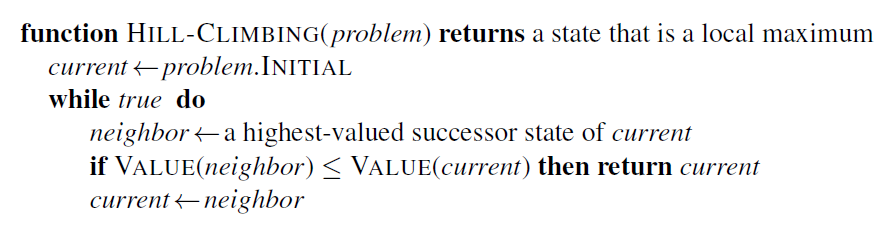 function HILL-CLIMBING(problem) returns a state that is a local maximum
current←problem.INITIAL
while true do
neighbor←a highest-valued successor state of current
if VALUE(neighbor) ≤ VALUE(current) then return current
current←neighbor